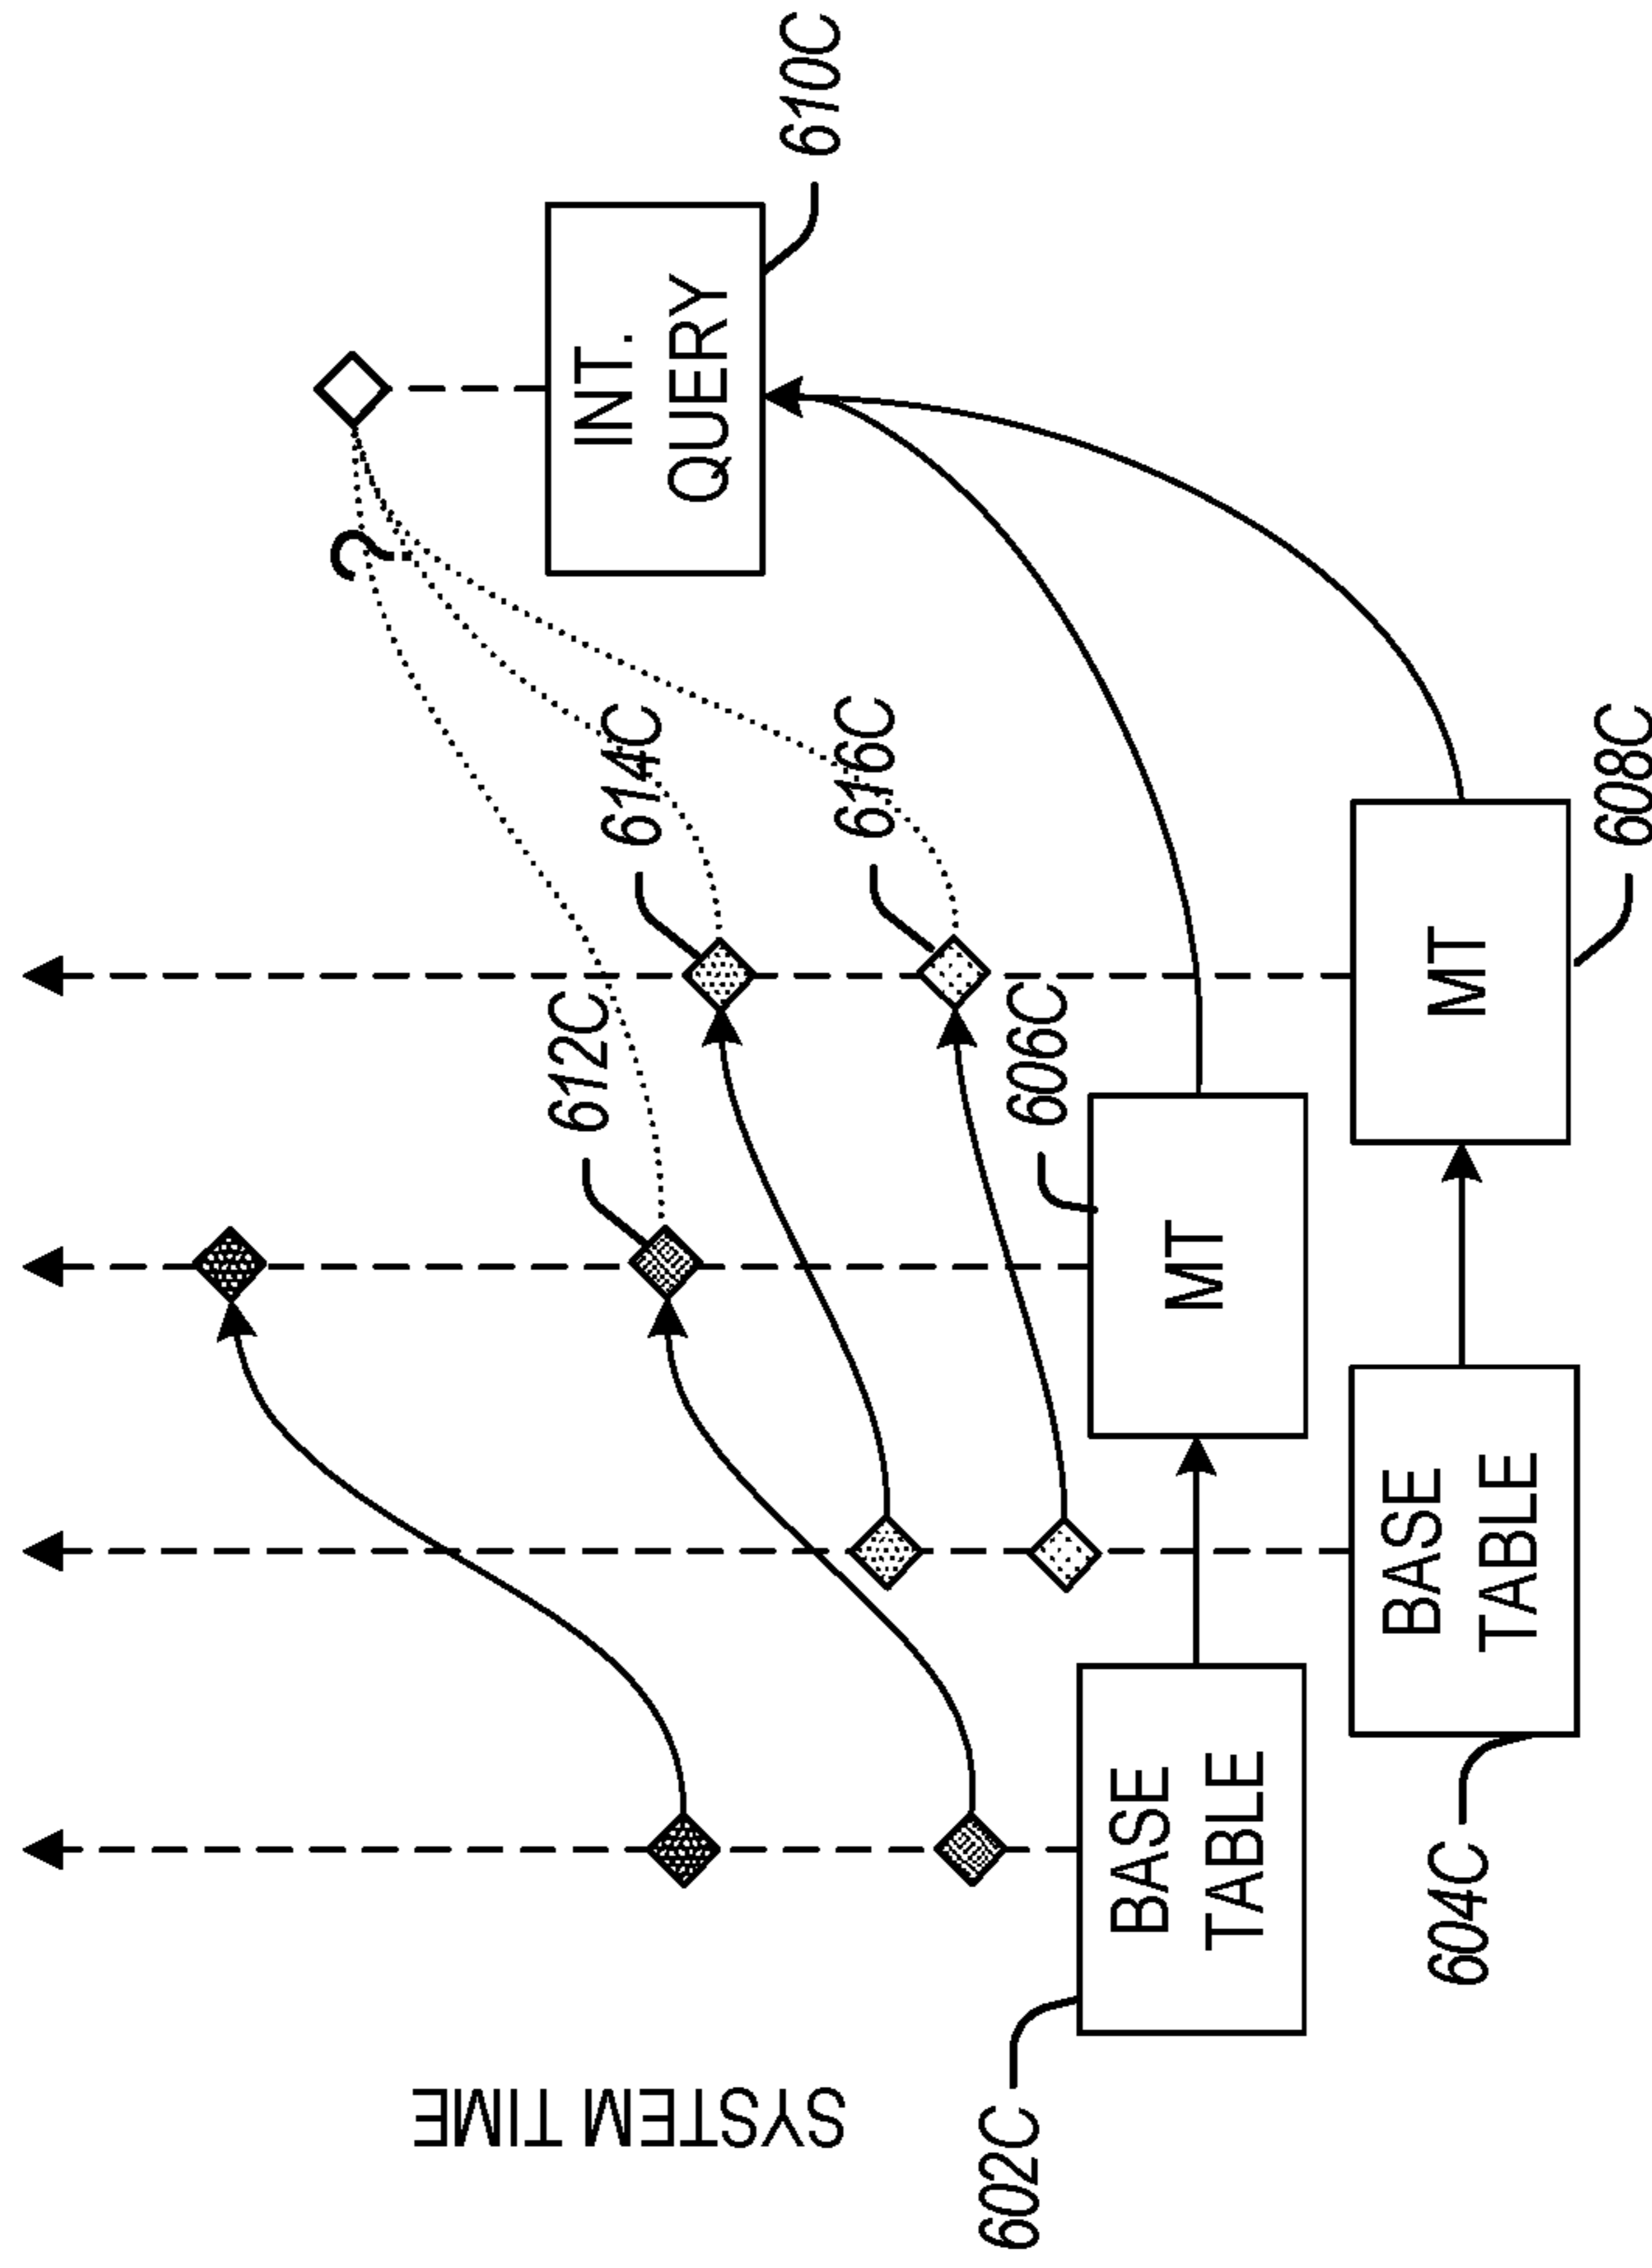 SYSTEM TIME
602C
BASE
TABLE
604C
BASE
TABLE
606C
MT
608C
MT
612C
614C
616C
?
INT.
QUERY
610C